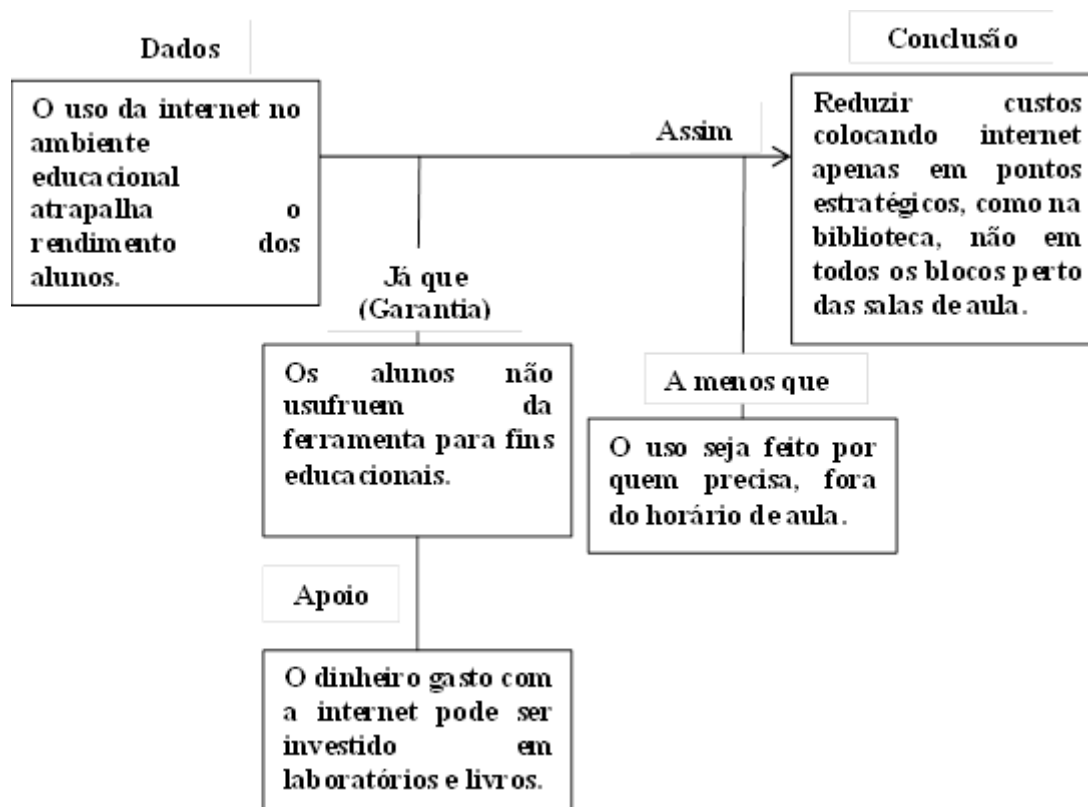 Dados
Conclusão
O uso da internet no
ambiente
educacional
atrapalha o
rendimento dos
alunos.
Assim
Reduzir custos
colocando internet
apenas em pontos
estratégicos, como na
biblioteca, não em
todos os blocos perto
das salas de aula.
Já que
(Garantia)
Os alunos não
usufruem da
ferramenta para fins
educacionais.
A menos que
O uso seja feito por
quem precisa, fora
do horário de aula.
Apoio
O dinheiro gasto com
a internet pode ser
investido em
laboratórios e livros.